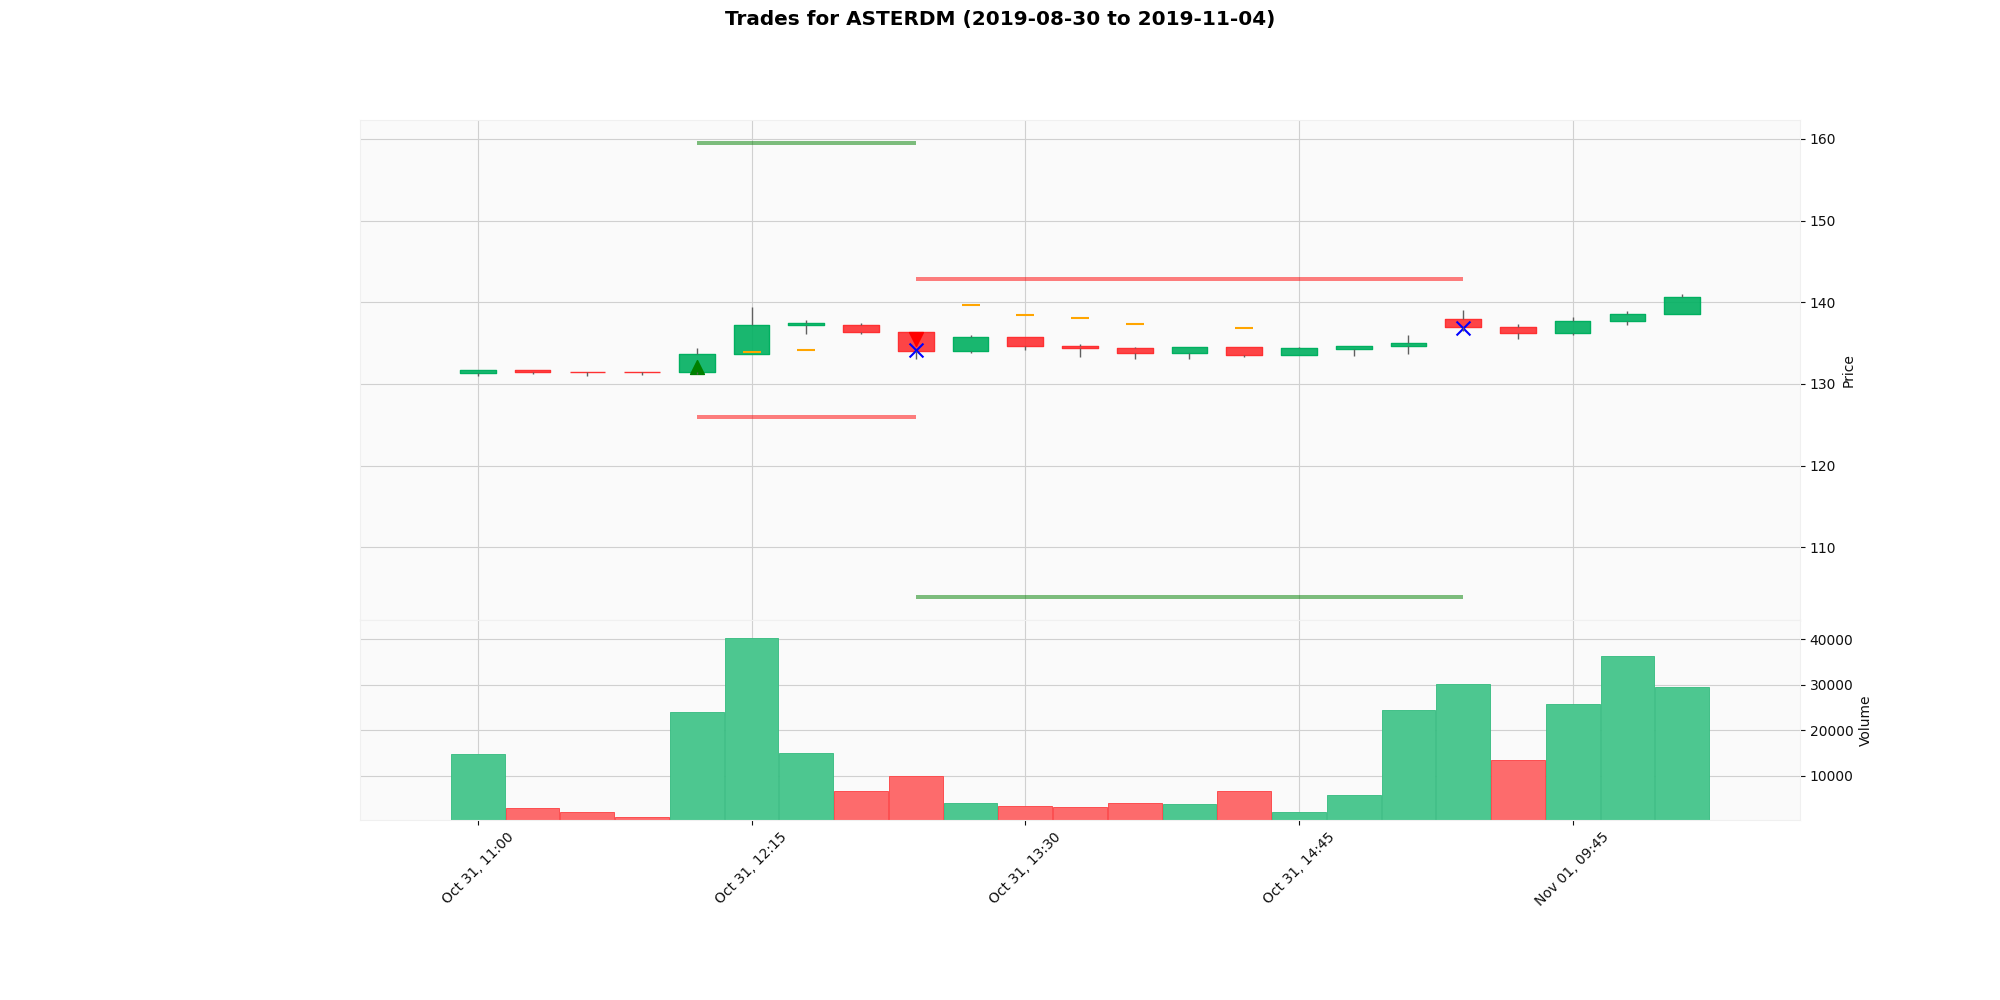 Trades for ASTERDM (2019-08-30 to 2019-11-04)
160
150
140
130
120
110
Price
40000
30000
20000
10000
Volume
Oct 31, 11:00
Oct 31, 12:15
Oct 31, 13:30
Oct 31, 14:45
Nov 01, 09:45